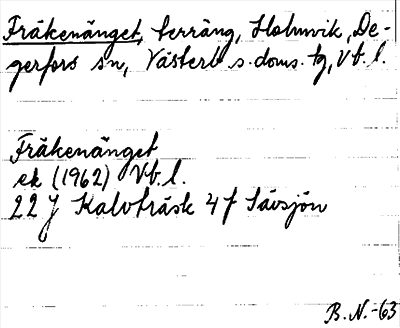 Fräkenänget, terräng, Holmvik, De-
gerfors sn, Västerb. s. doms. tg, Vb. l.
Fräkenänget
ek (1962) Vb. l.
22 J Kalvträsk 4 f Sävsjön
B. N. -63